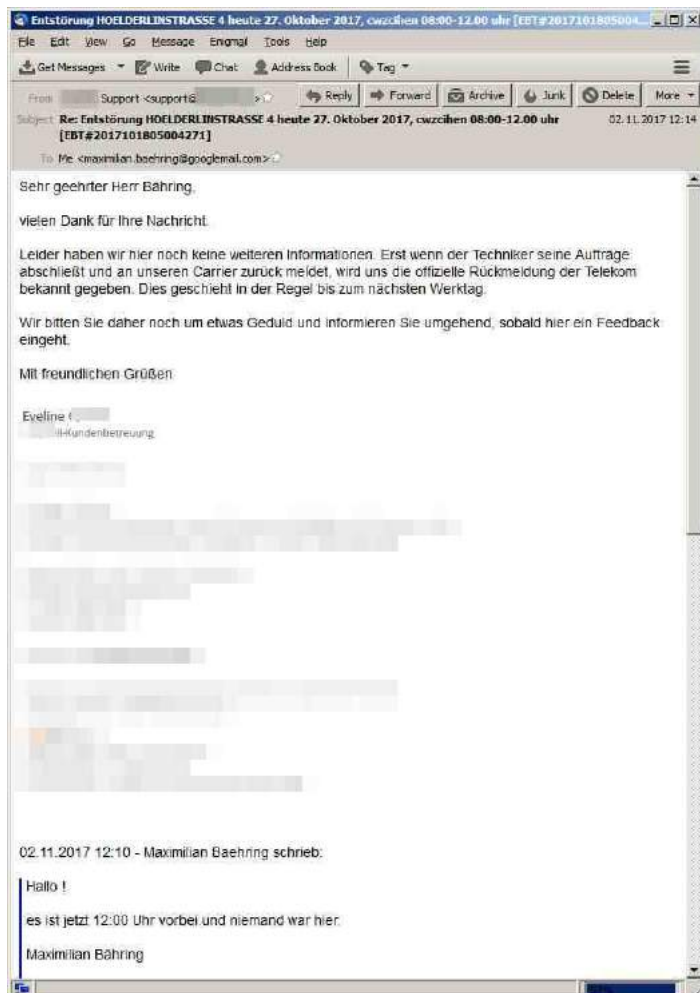 Entstörung HOELDERLINSTRASSE 4 heute 27. Oktober 2017, cwzcihen 08:00-12.00 uhr [EBT#2017101805004...
File Edit View Go Message Enigmail Tools Help
Get Messages Write Chat Address Book Tag
From Support <support@ > Reply Forward Archive Junk Delete More
Subject Re: Entstörung HOELDERLINSTRASSE 4 heute 27. Oktober 2017, cwzcihen 08:00-12.00 uhr 02.11.2017 12:14
[EBT#2017101805004271]
To Me <maximilian.baehring@googlemail.com>
Sehr geehrter Herr Bähring,
vielen Dank für Ihre Nachricht.
Leider haben wir hier noch keine weiteren Informationen. Erst wenn der Techniker seine Aufträge
abschließt und an unseren Carrier zurück meldet, wird uns die offizielle Rückmeldung der Telekom
bekannt gegeben. Dies geschieht in der Regel bis zum nächsten Werktag.
Wir bitten Sie daher noch um etwas Geduld und informieren Sie umgehend, sobald hier ein Feedback
eingeht.
Mit freundlichen Grüßen
Eveline
-Kundenbetreuung
02.11.2017 12:10 - Maximilian Baehring schrieb:
Hallo !
es ist jetzt 12:00 Uhr vorbei und niemand war hier.
Maximilian Bähring